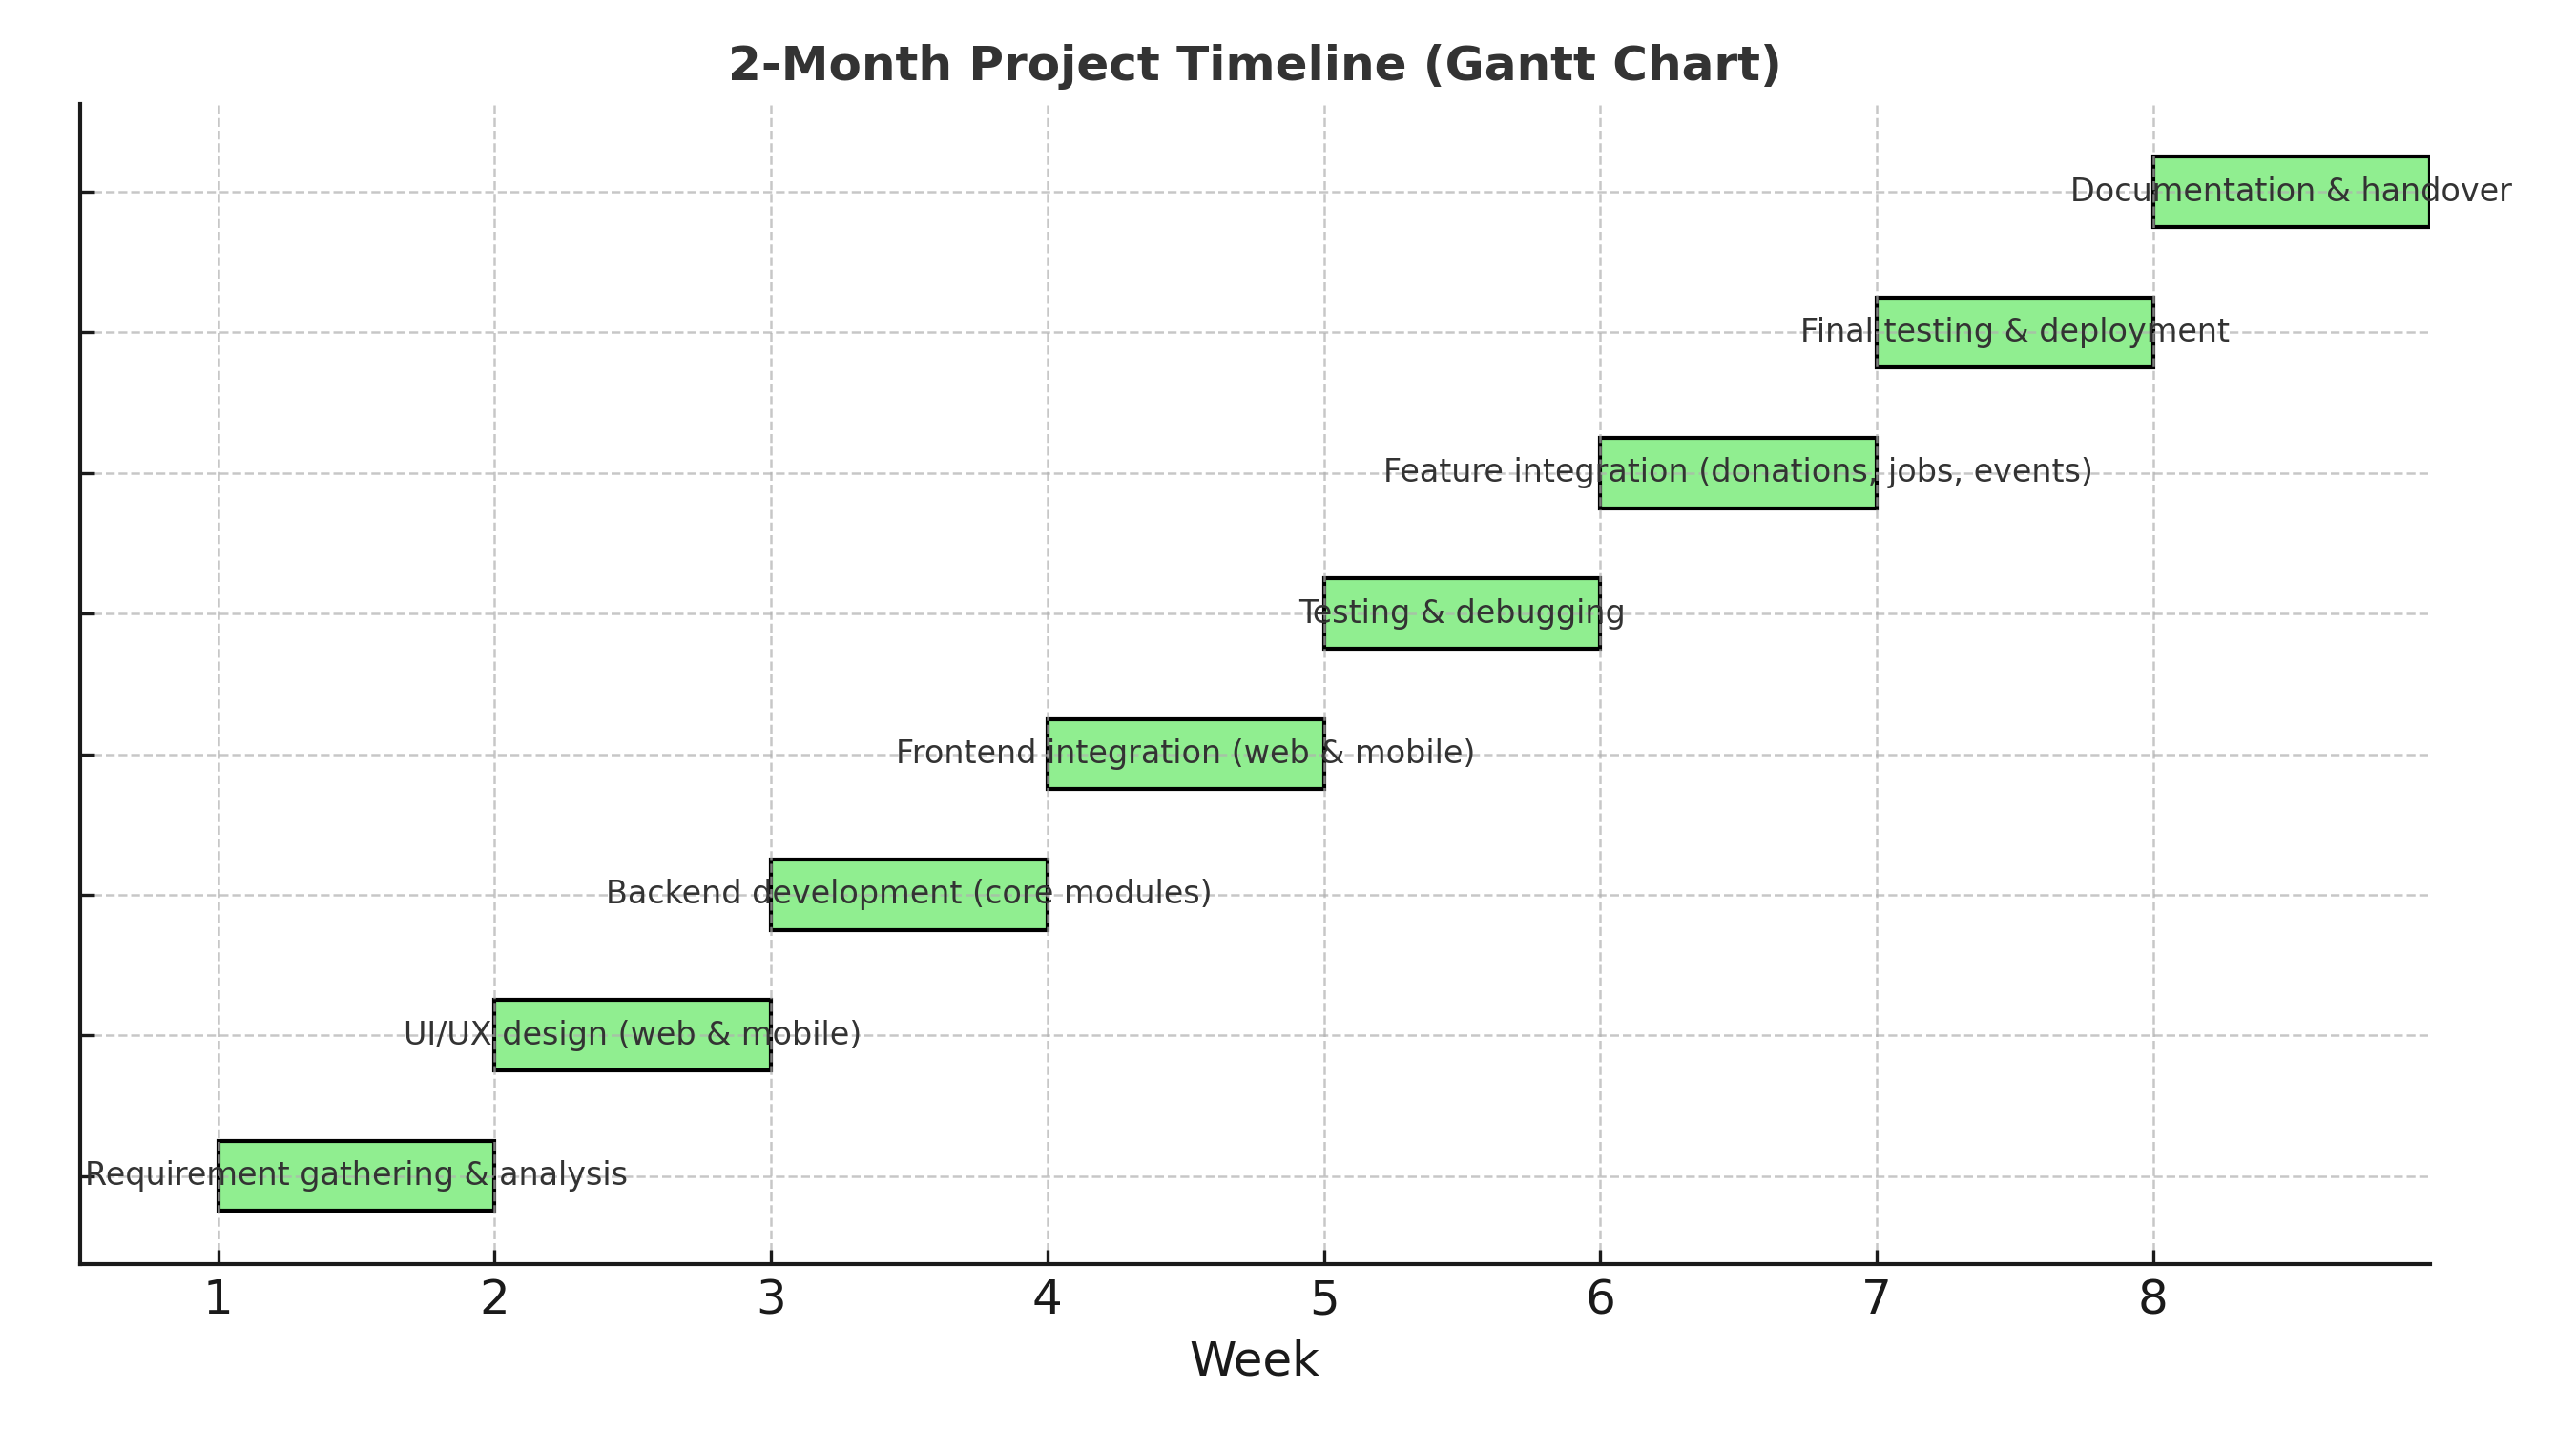 2-Month Project Timeline (Gantt Chart)
Documentation & handover
Final testing & deployment
Feature integration (donations, jobs, events)
Testing & debugging
Frontend integration (web & mobile)
Backend development (core modules)
UI/UX design (web & mobile)
Requirement gathering & analysis
1 2 3 4 5 6 7 8
Week